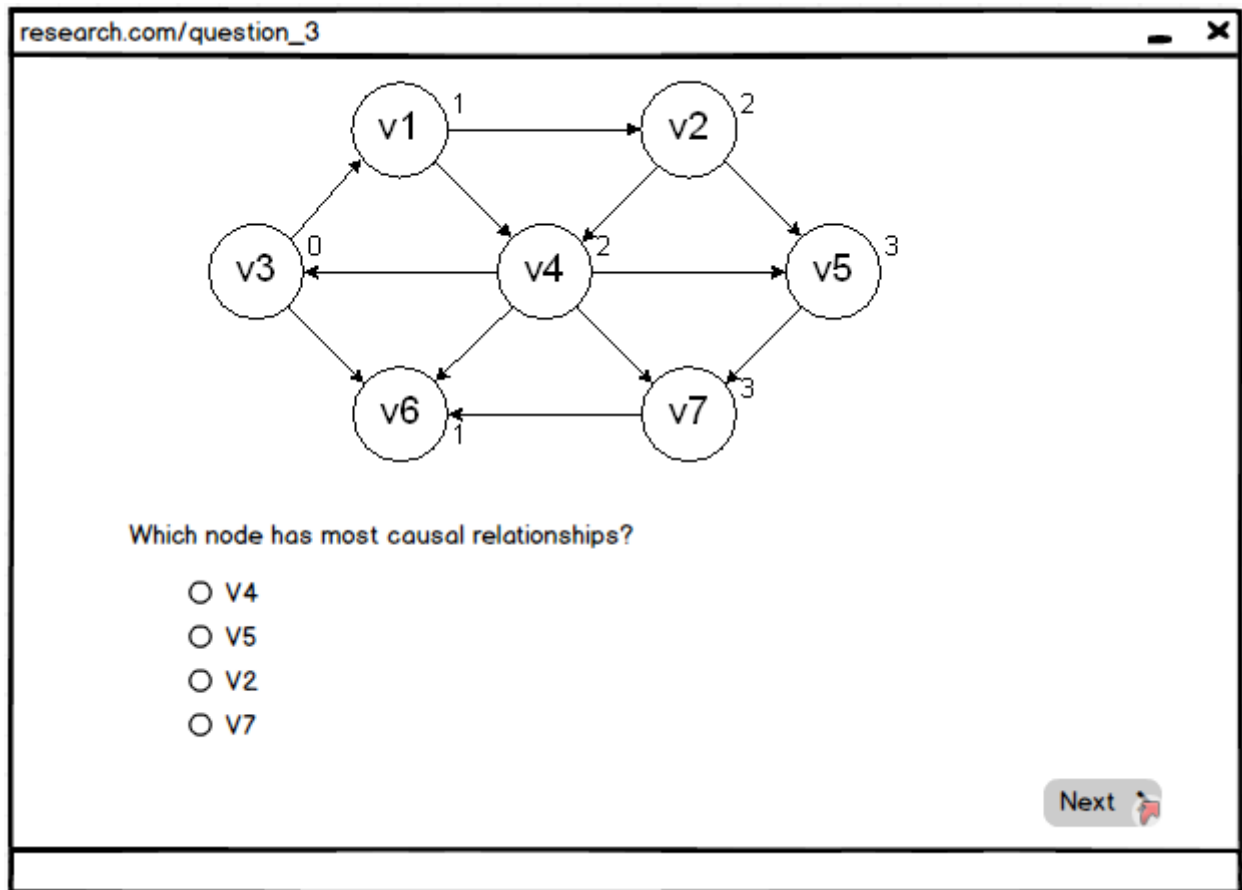 research.com/question_3
v1 1
v2 2
v3 0
v4 2
v5 3
v6 1
v7 3
Which node has most causal relationships?
V4
V5
V2
V7
Next